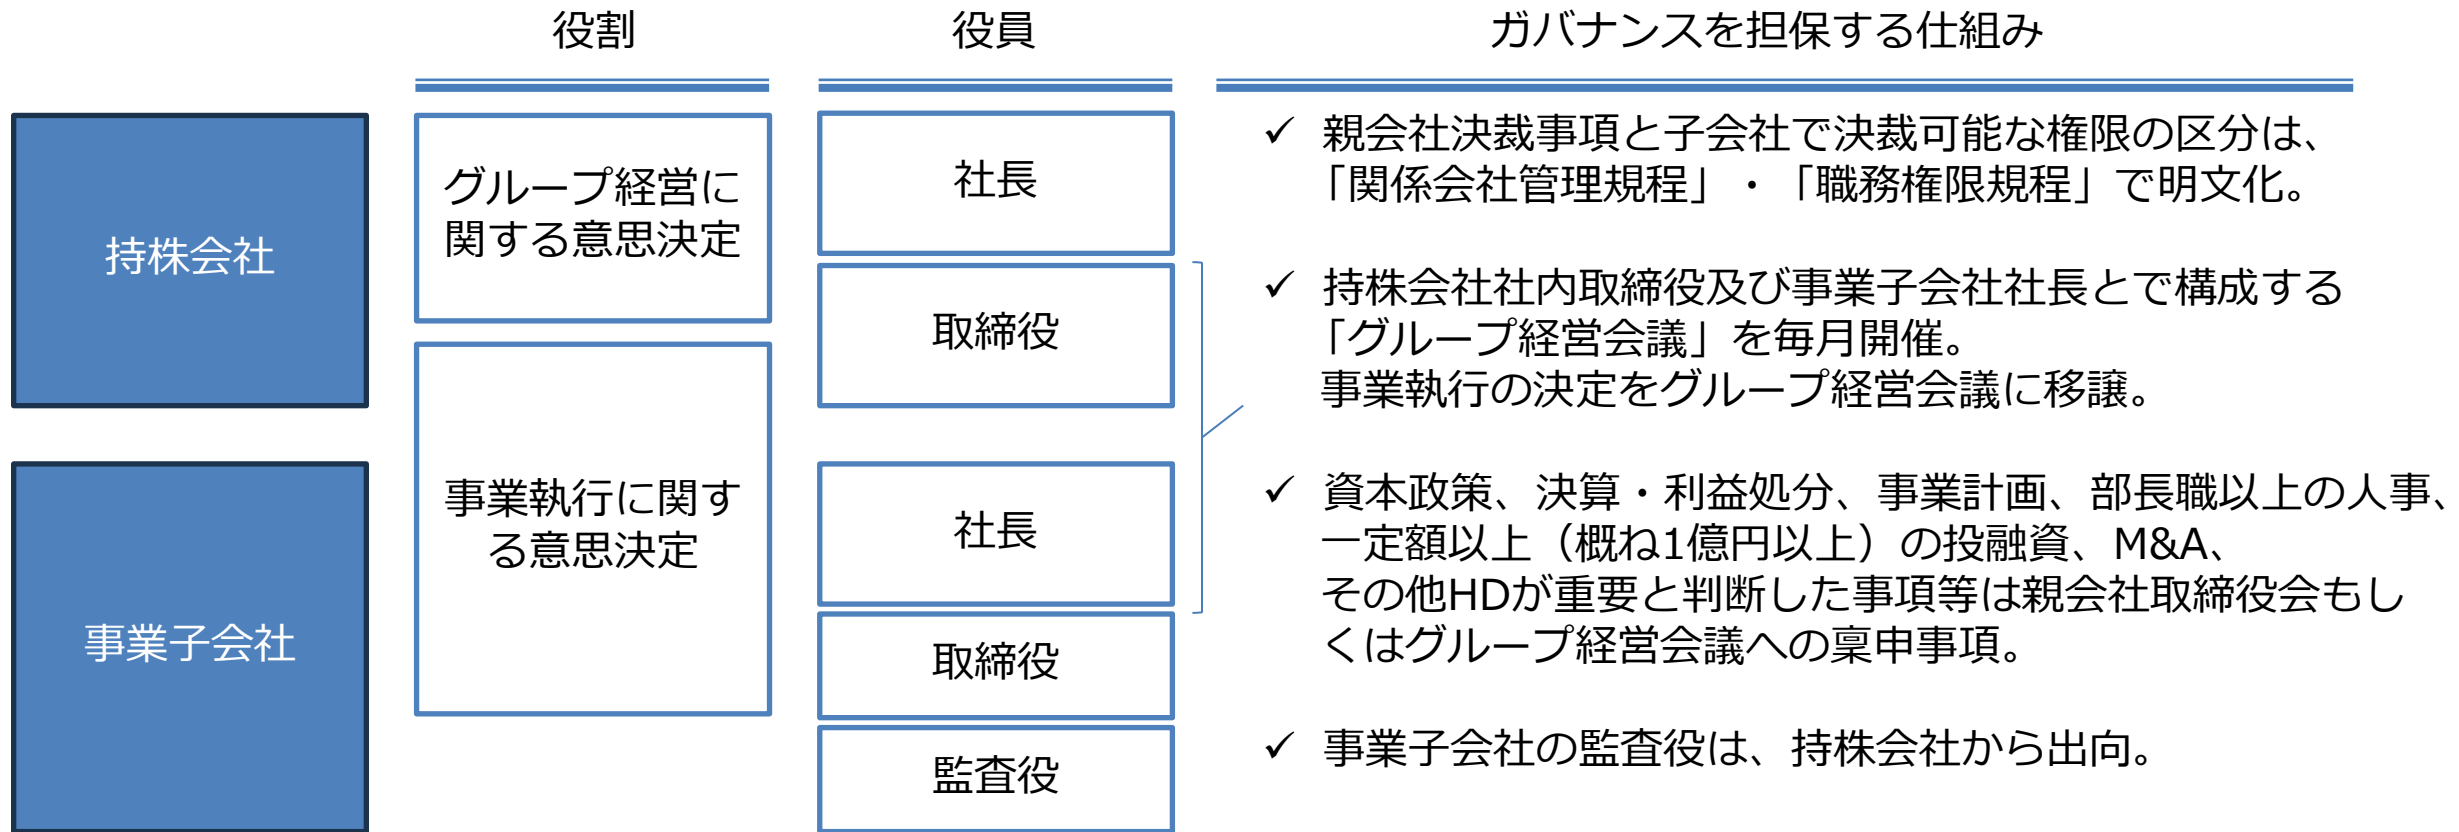 役割
役員
ガバナンスを担保する仕組み
持株会社
グループ経営に
関する意思決定
社長
取締役
事業執行に関す
る意思決定
事業子会社
社長
取締役
監査役
✓ 親会社決裁事項と子会社で決裁可能な権限の区分は、
「関係会社管理規程」・「職務権限規程」で明文化。
✓ 持株会社社内取締役及び事業子会社社長とで構成する
「グループ経営会議」を毎月開催。
事業執行の決定をグループ経営会議に移譲。
✓ 資本政策、決算・利益処分、事業計画、部長職以上の人事、
一定額以上（概ね1億円以上）の投融資、M&A、
その他HDが重要と判断した事項等は親会社取締役会もし
くはグループ経営会議への稟申事項。
✓ 事業子会社の監査役は、持株会社から出向。